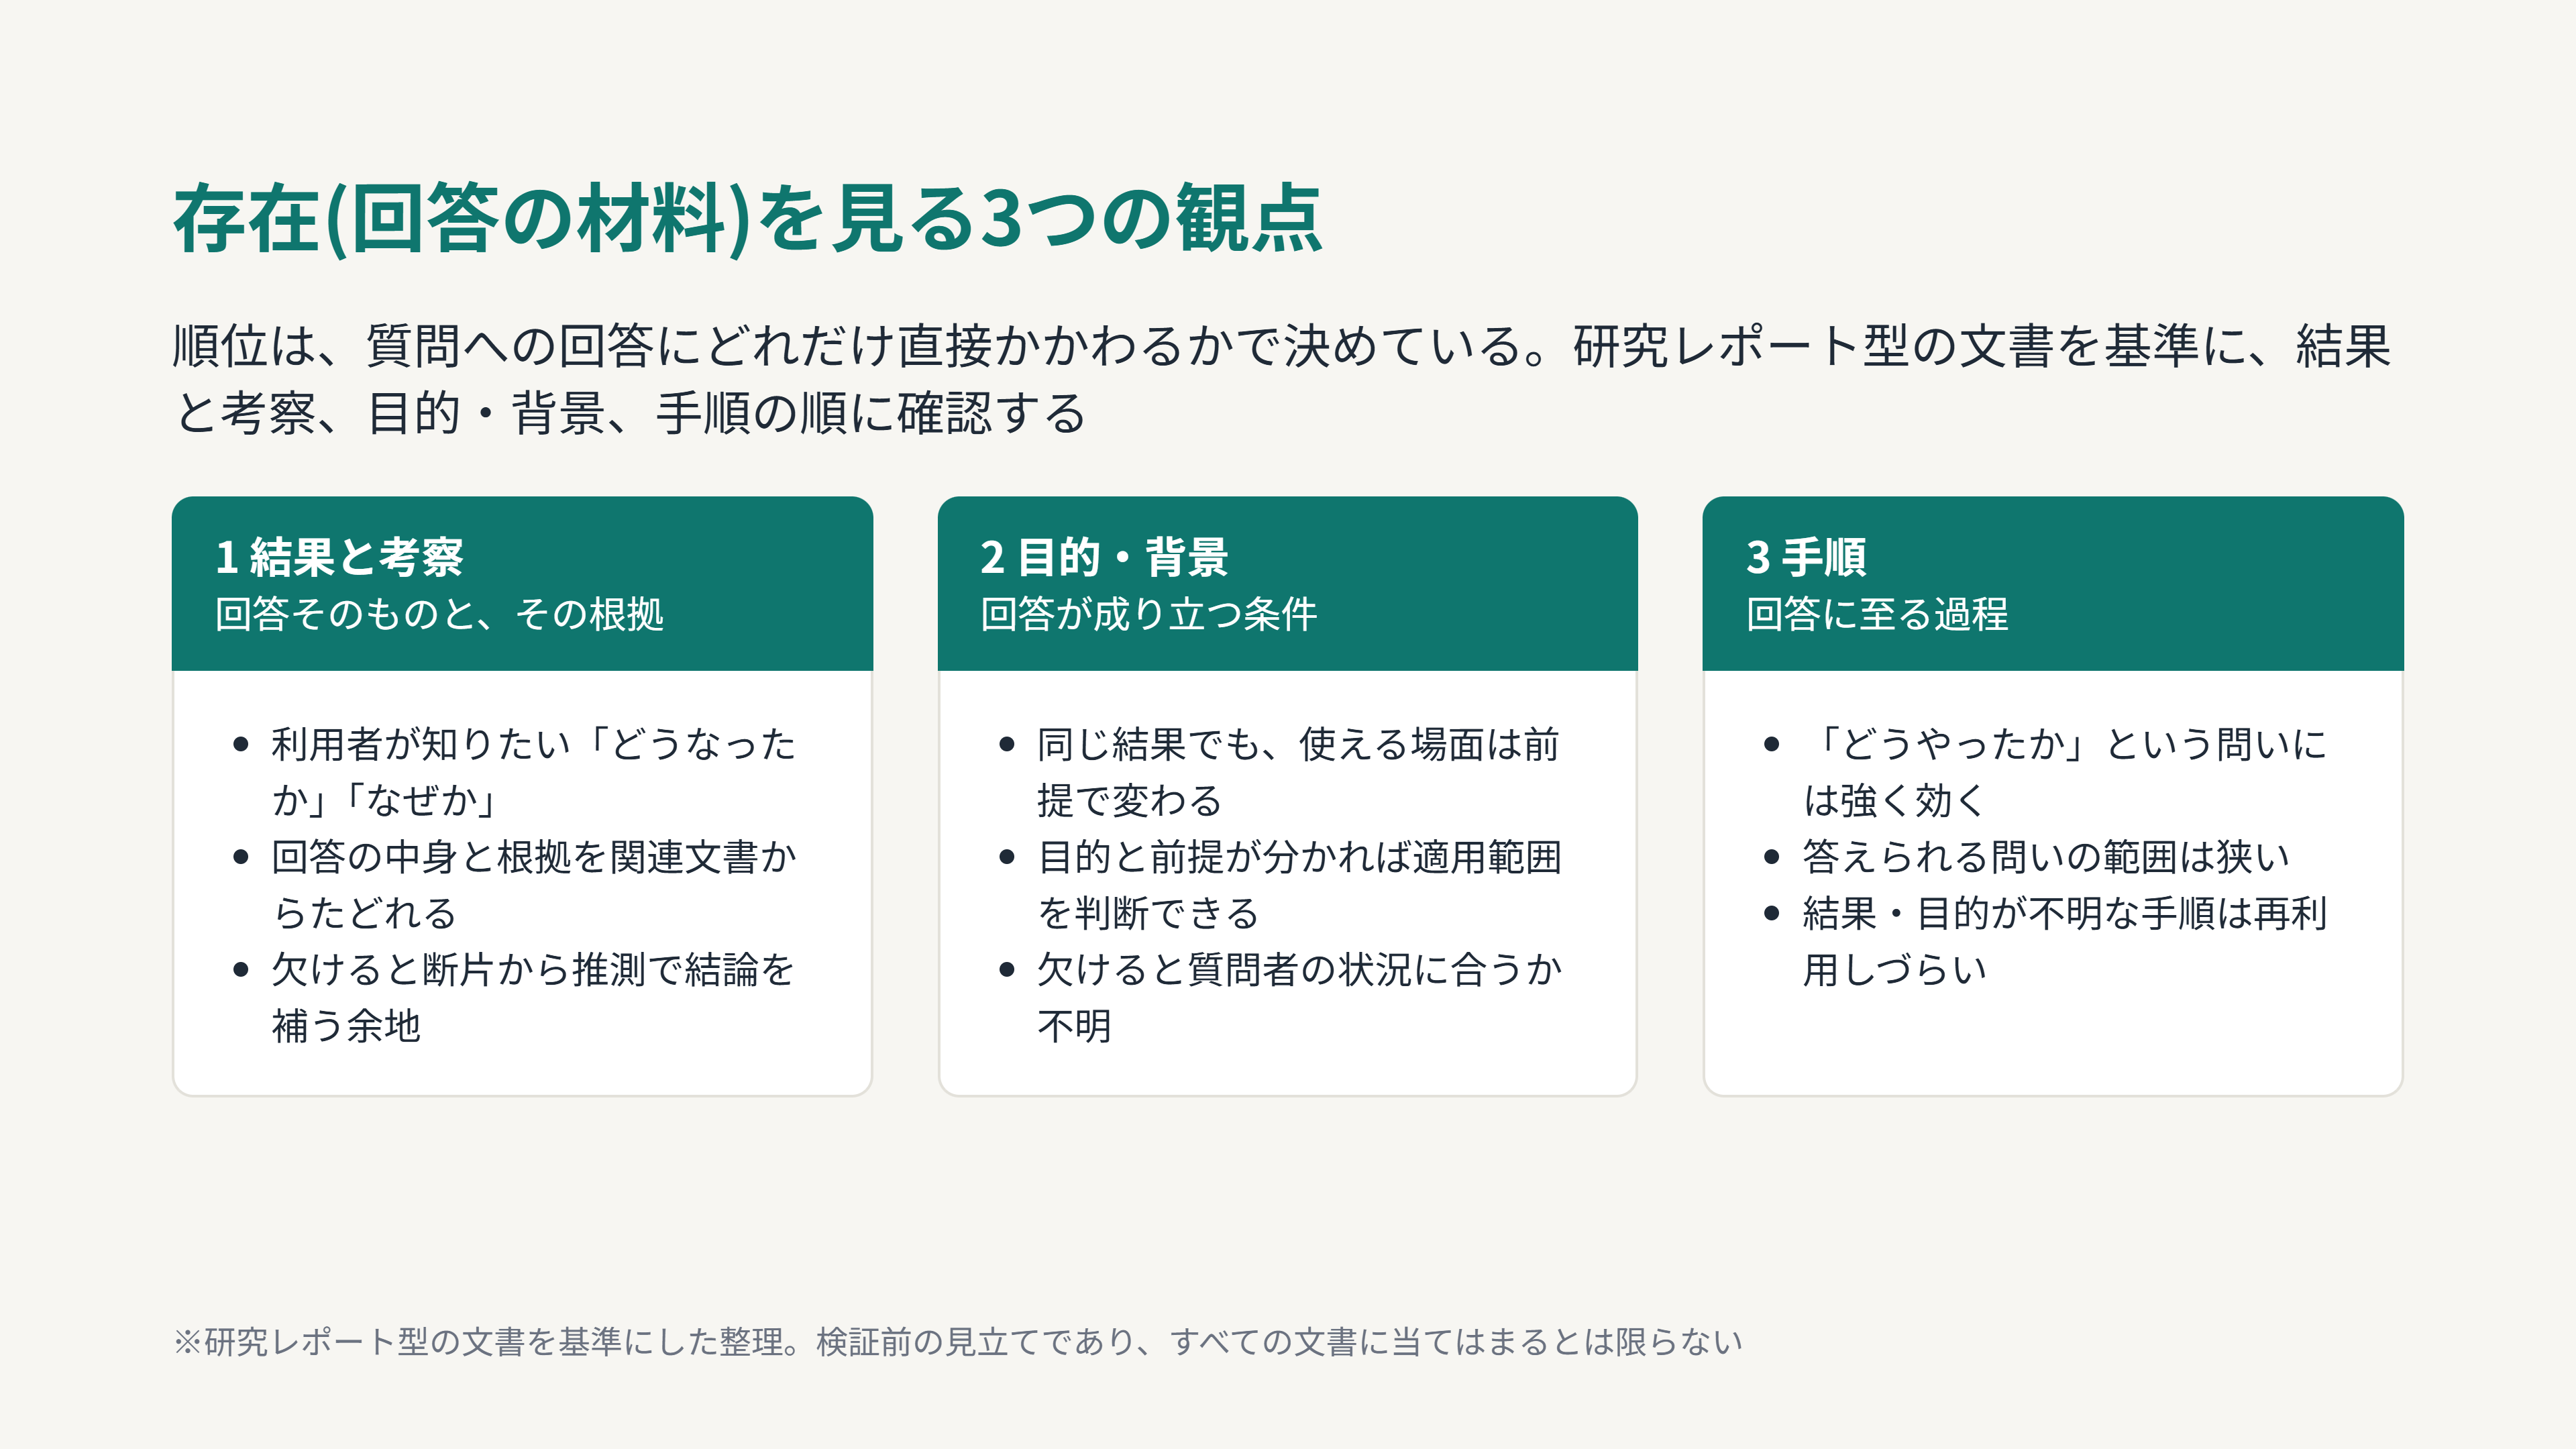 存在(回答の材料)を見る3つの観点
順位は、質問への回答にどれだけ直接かかわるかで決めている。研究レポート型の文書を基準に、結果
と考察、目的・背景、手順の順に確認する
1 結果と考察
回答そのものと、その根拠
• 利用者が知りたい「どうなった
か」「なぜか」
• 回答の中身と根拠を関連文書か
らたどれる
• 欠けると断片から推測で結論を
補う余地
2 目的・背景
回答が成り立つ条件
• 同じ結果でも、使える場面は前
提で変わる
• 目的と前提が分かれば適用範囲
を判断できる
• 欠けると質問者の状況に合うか
不明
3 手順
回答に至る過程
• 「どうやったか」という問いに
は強く効く
• 答えられる問いの範囲は狭い
• 結果・目的が不明な手順は再利
用しづらい
※研究レポート型の文書を基準にした整理。検証前の見立てであり、すべての文書に当てはまるとは限らない